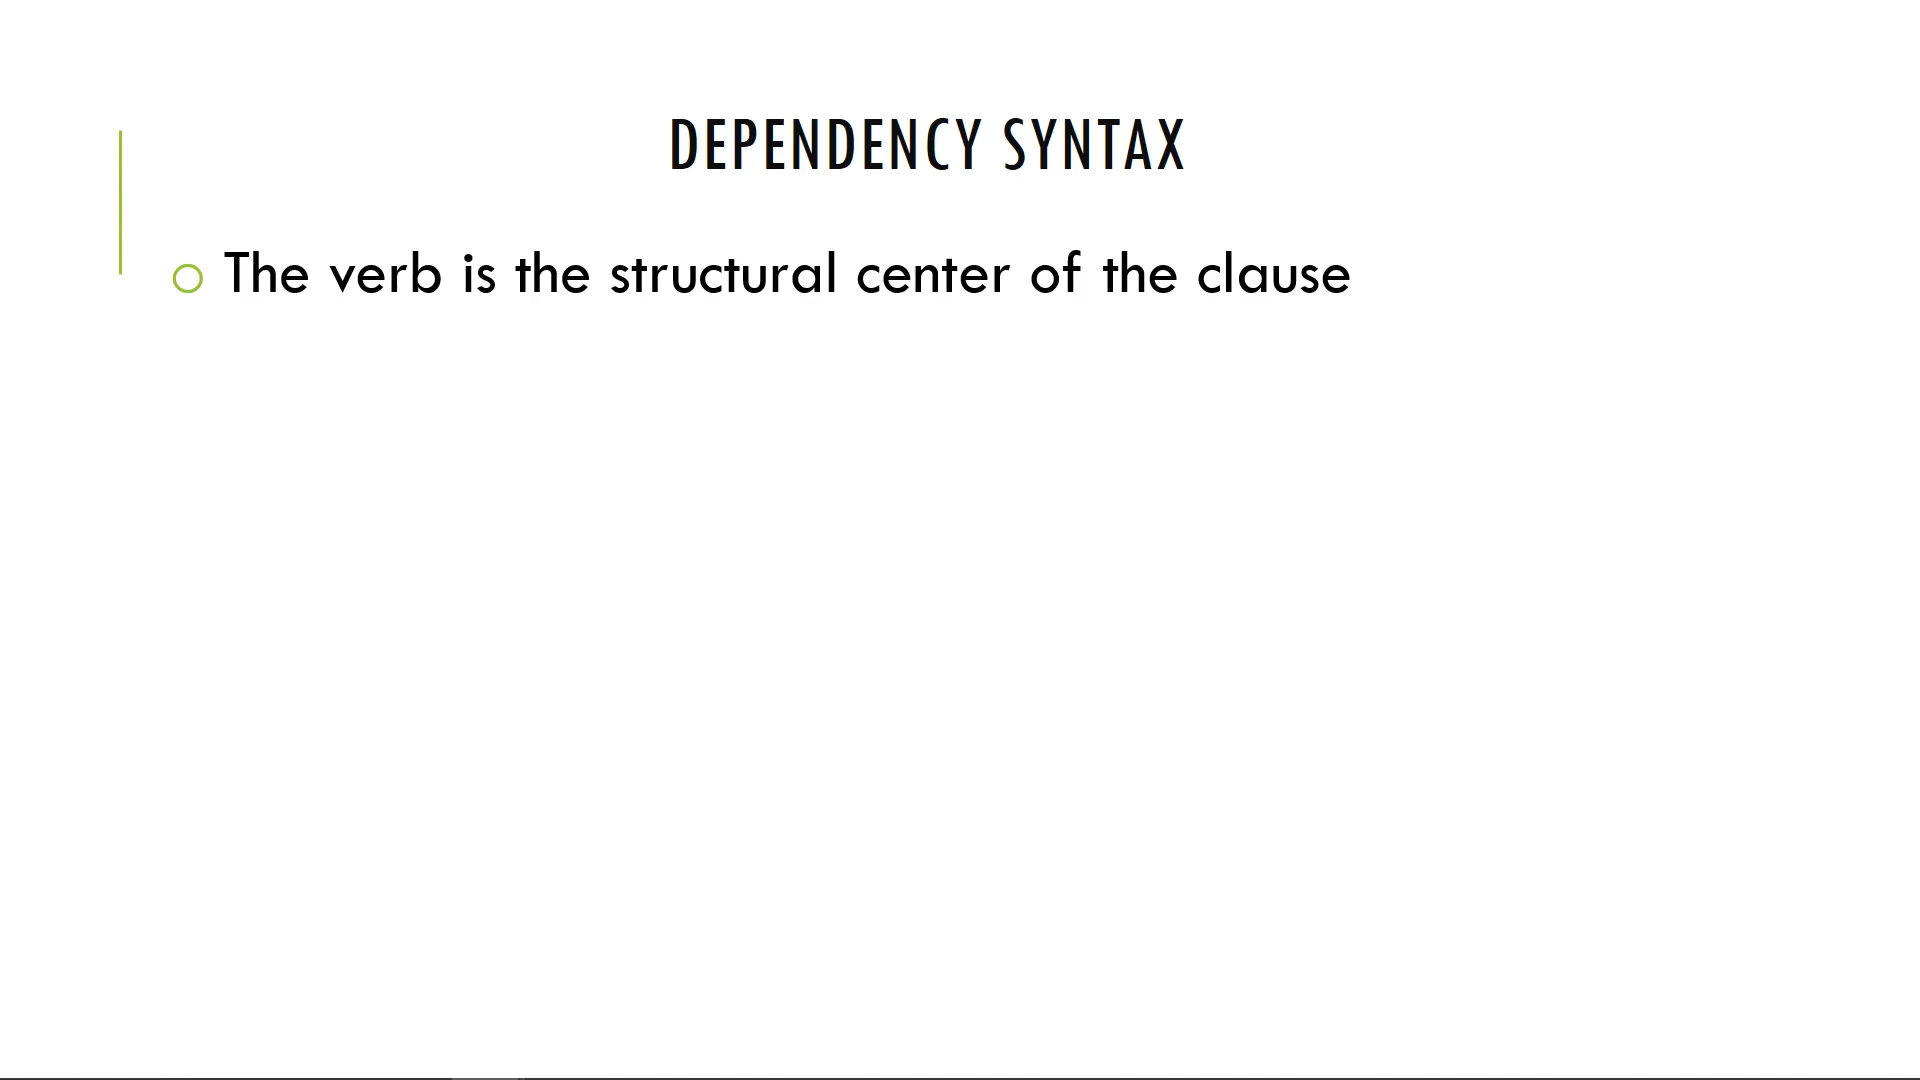 DEPENDENCY SYNTAX
The verb is the structural center of the clause